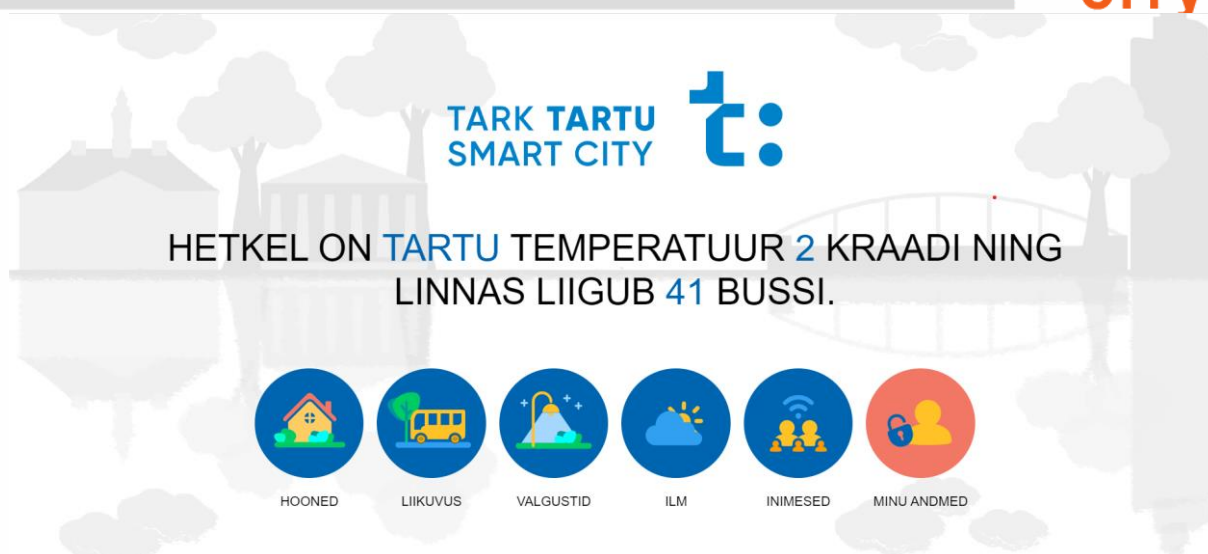 TARK TARTU
SMART CITY
HETKEL ON TARTU TEMPERATUUR 2 KRAADI NING
LINNAS LIIGUB 41 BUSSI.
HOONED
LIIKUVUS
VALGUSTID
ILM
INIMESED
MINU ANDMED